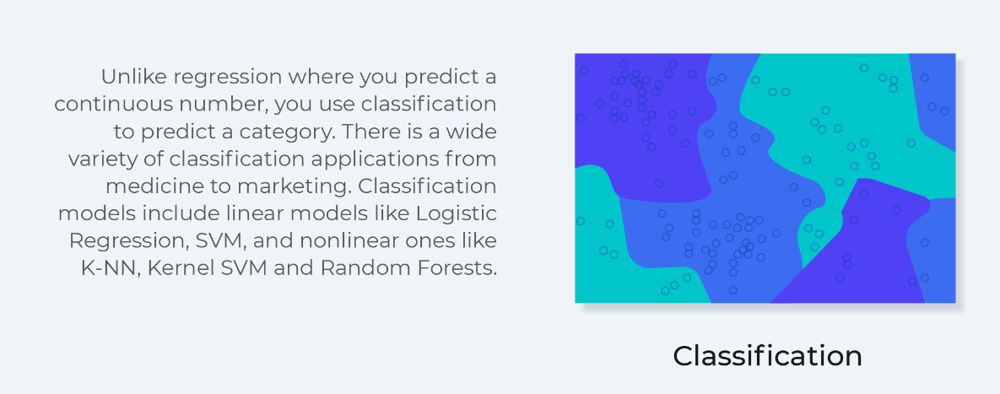 Unlike regression where you predict a
continuous number, you use classification
to predict a category. There is a wide
variety of classification applications from
medicine to marketing. Classification
models include linear models like Logistic
Regression, SVM, and nonlinear ones like
K-NN, Kernel SVM and Random Forests.
Classification